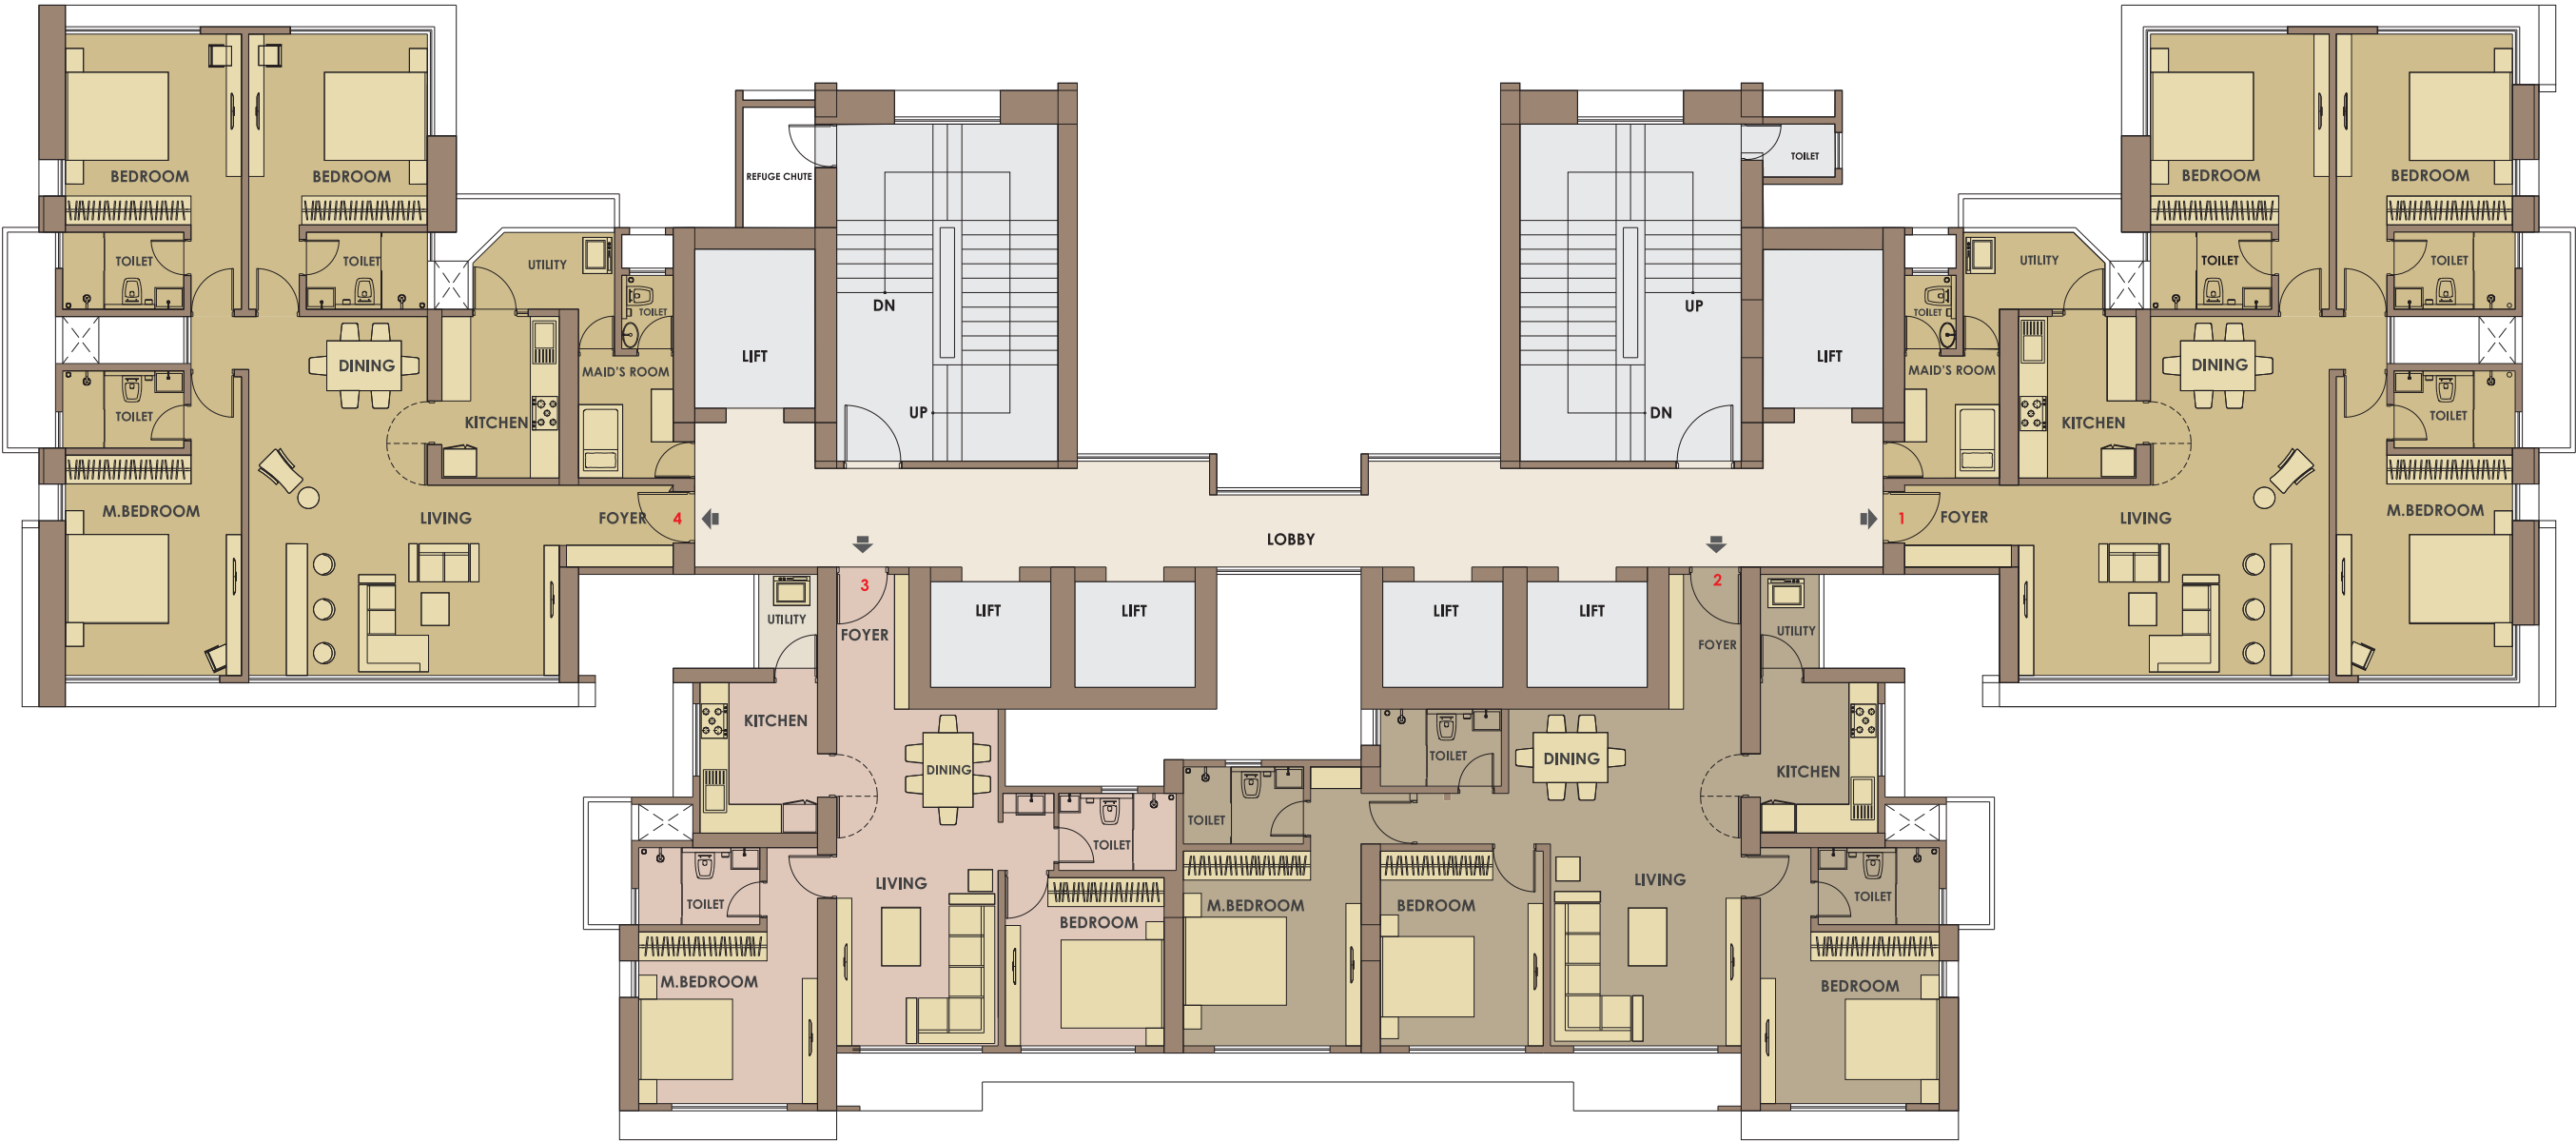 BEDROOM
BEDROOM
TOILET
TOILET
UTILITY
TOILET
DINING
MAID'S ROOM
TOILET
KITCHEN
M.BEDROOM
LIVING
FOYER
4
REFUGE CHUTE
LIFT
DN
UP
TOILET
UP
DN
LIFT
BEDROOM
BEDROOM
TOILET
TOILET
UTILITY
TOILET
MAID'S ROOM
DINING
KITCHEN
TOILET
1
FOYER
LIVING
M.BEDROOM
LOBBY
3
FOYER
UTILITY
LIFT
LIFT
LIFT
LIFT
2
FOYER
UTILITY
KITCHEN
DINING
TOILET
LIVING
TOILET
BEDROOM
M.BEDROOM
TOILET
DINING
KITCHEN
TOILET
LIVING
TOILET
M.BEDROOM
BEDROOM
BEDROOM